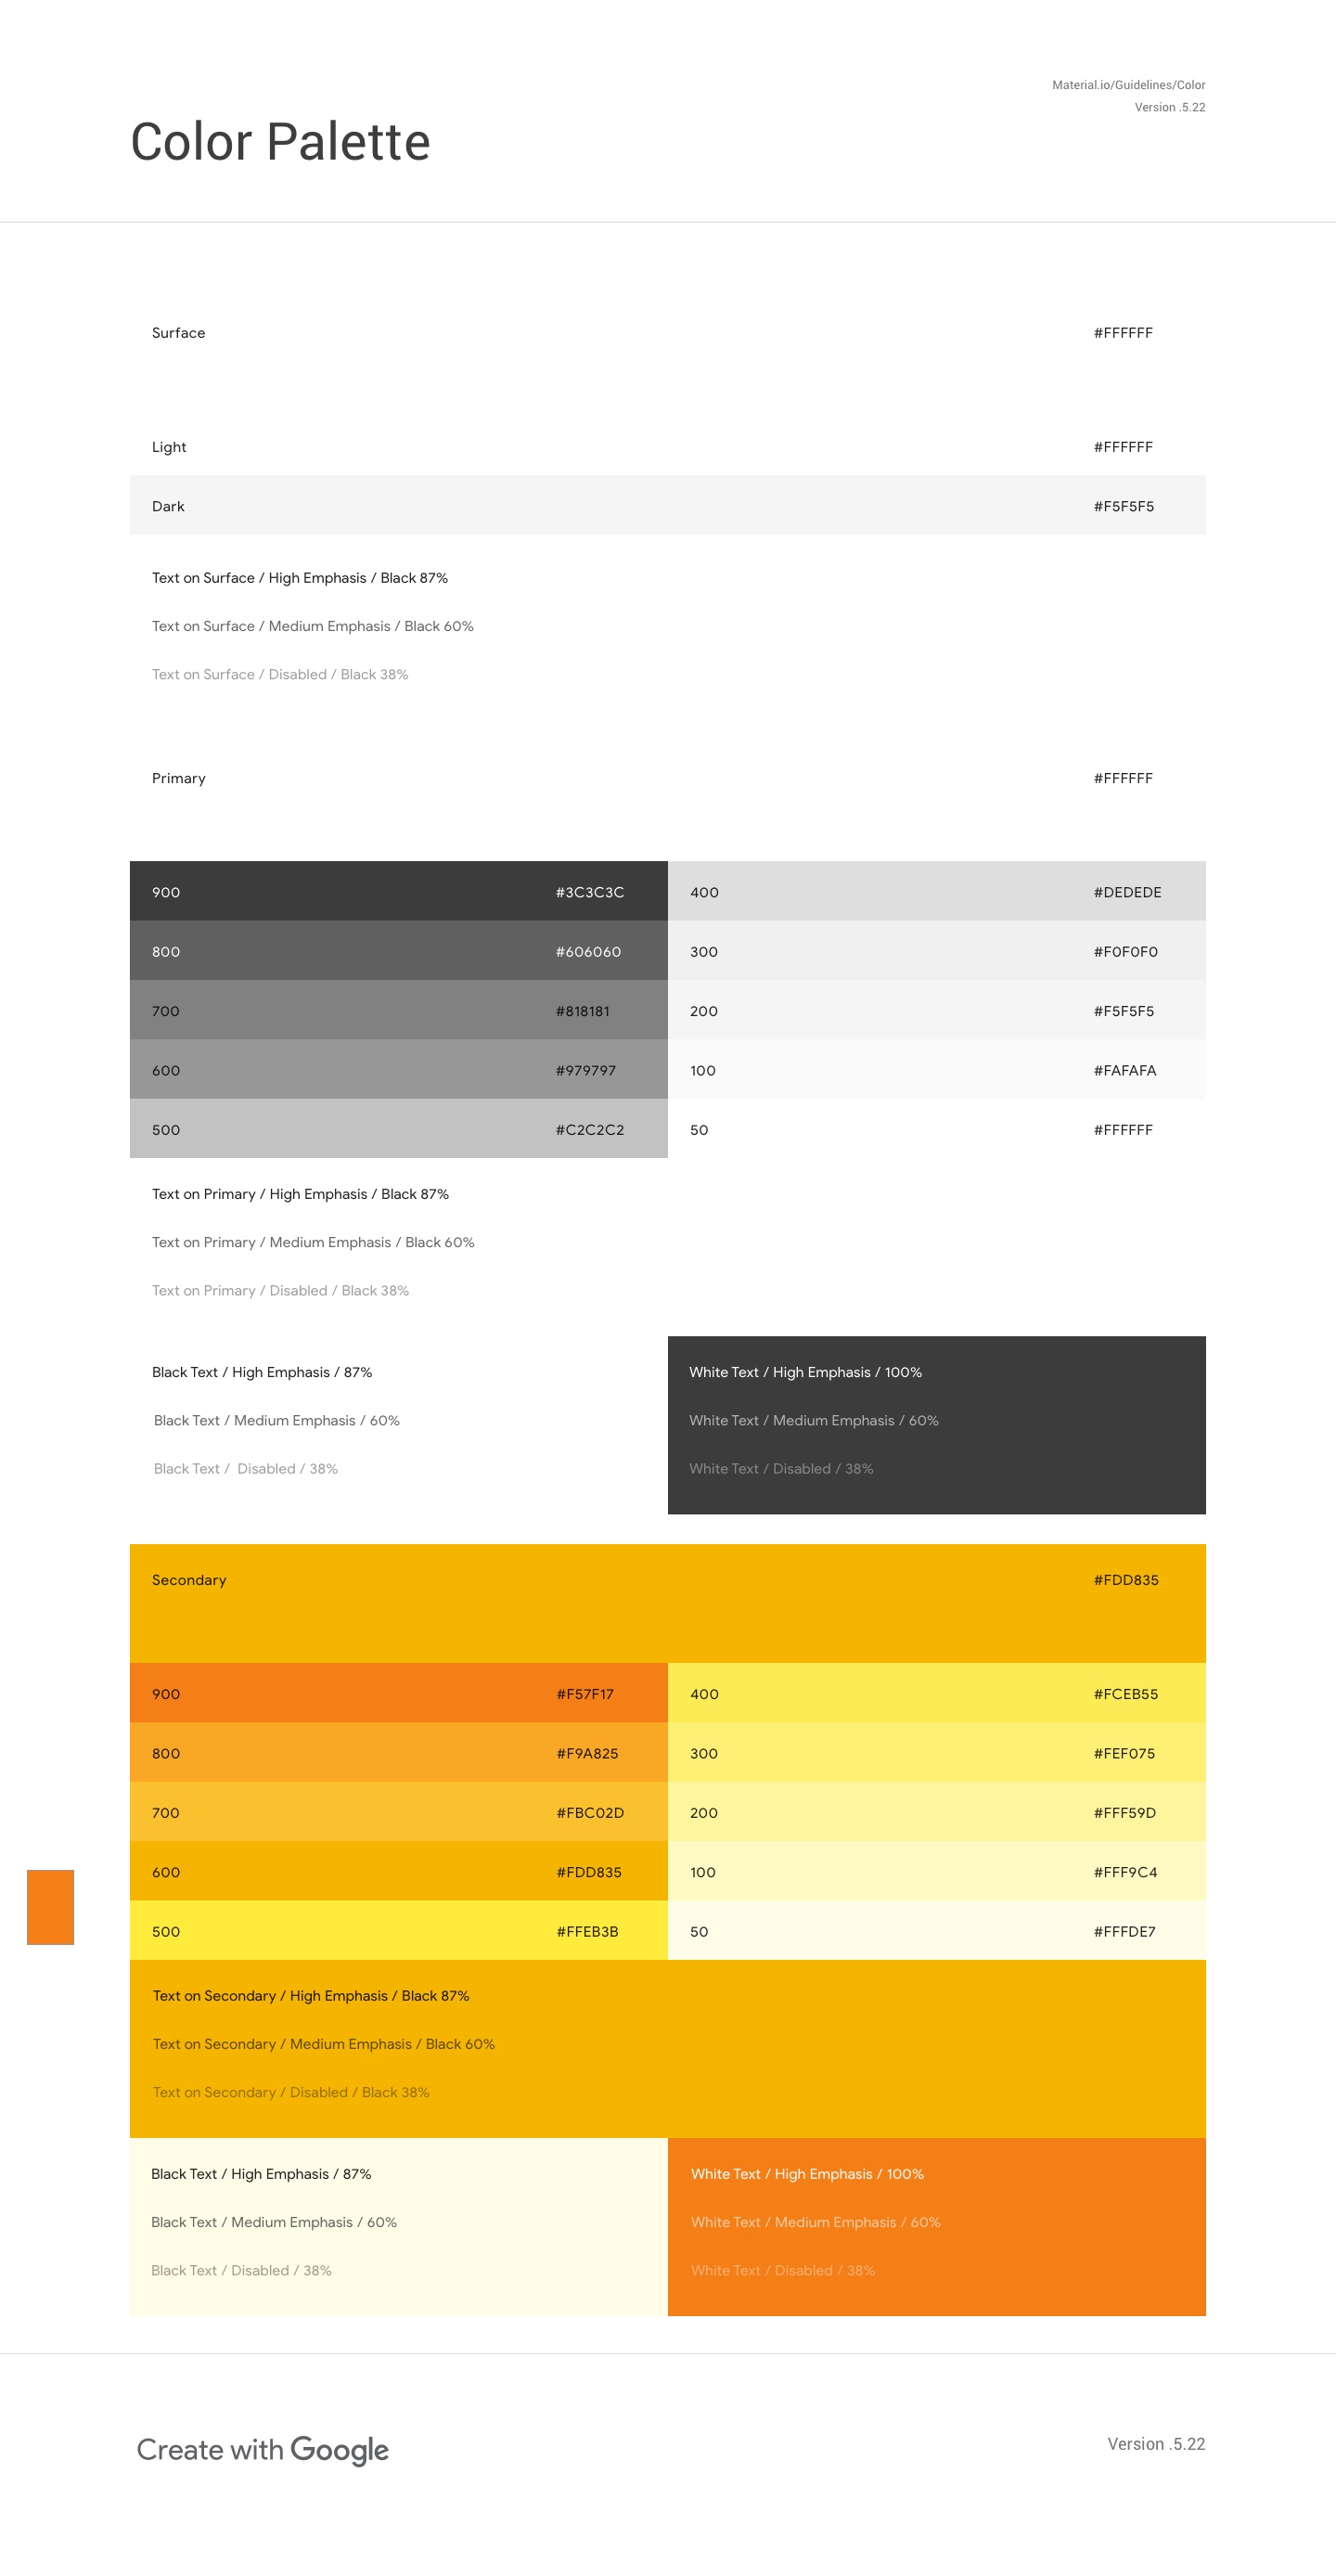 Material.io/Guidelines/Color
Version .5.22
Color Palette
Surface #FFFFFF
Light #FFFFFF
Dark #F5F5F5
Text on Surface / High Emphasis / Black 87%
Text on Surface / Medium Emphasis / Black 60%
Text on Surface / Disabled / Black 38%
Primary #FFFFFF
900 #3C3C3C 400 #DEDEDE
800 #606060 300 #F0F0F0
700 #818181 200 #F5F5F5
600 #979797 100 #FAFAFA
500 #C2C2C2 50 #FFFFFF
Text on Primary / High Emphasis / Black 87%
Text on Primary / Medium Emphasis / Black 60%
Text on Primary / Disabled / Black 38%
Black Text / High Emphasis / 87% White Text / High Emphasis / 100%
Black Text / Medium Emphasis / 60% White Text / Medium Emphasis / 60%
Black Text / Disabled / 38% White Text / Disabled / 38%
Secondary #FDD835
900 #F57F17 400 #FCEB55
800 #F9A825 300 #FEF075
700 #FBC02D 200 #FFF59D
600 #FDD835 100 #FFF9C4
500 #FFEB3B 50 #FFFDE7
Text on Secondary / High Emphasis / Black 87%
Text on Secondary / Medium Emphasis / Black 60%
Text on Secondary / Disabled / Black 38%
Black Text / High Emphasis / 87% White Text / High Emphasis / 100%
Black Text / Medium Emphasis / 60% White Text / Medium Emphasis / 60%
Black Text / Disabled / 38% White Text / Disabled / 38%
Create with Google Version .5.22